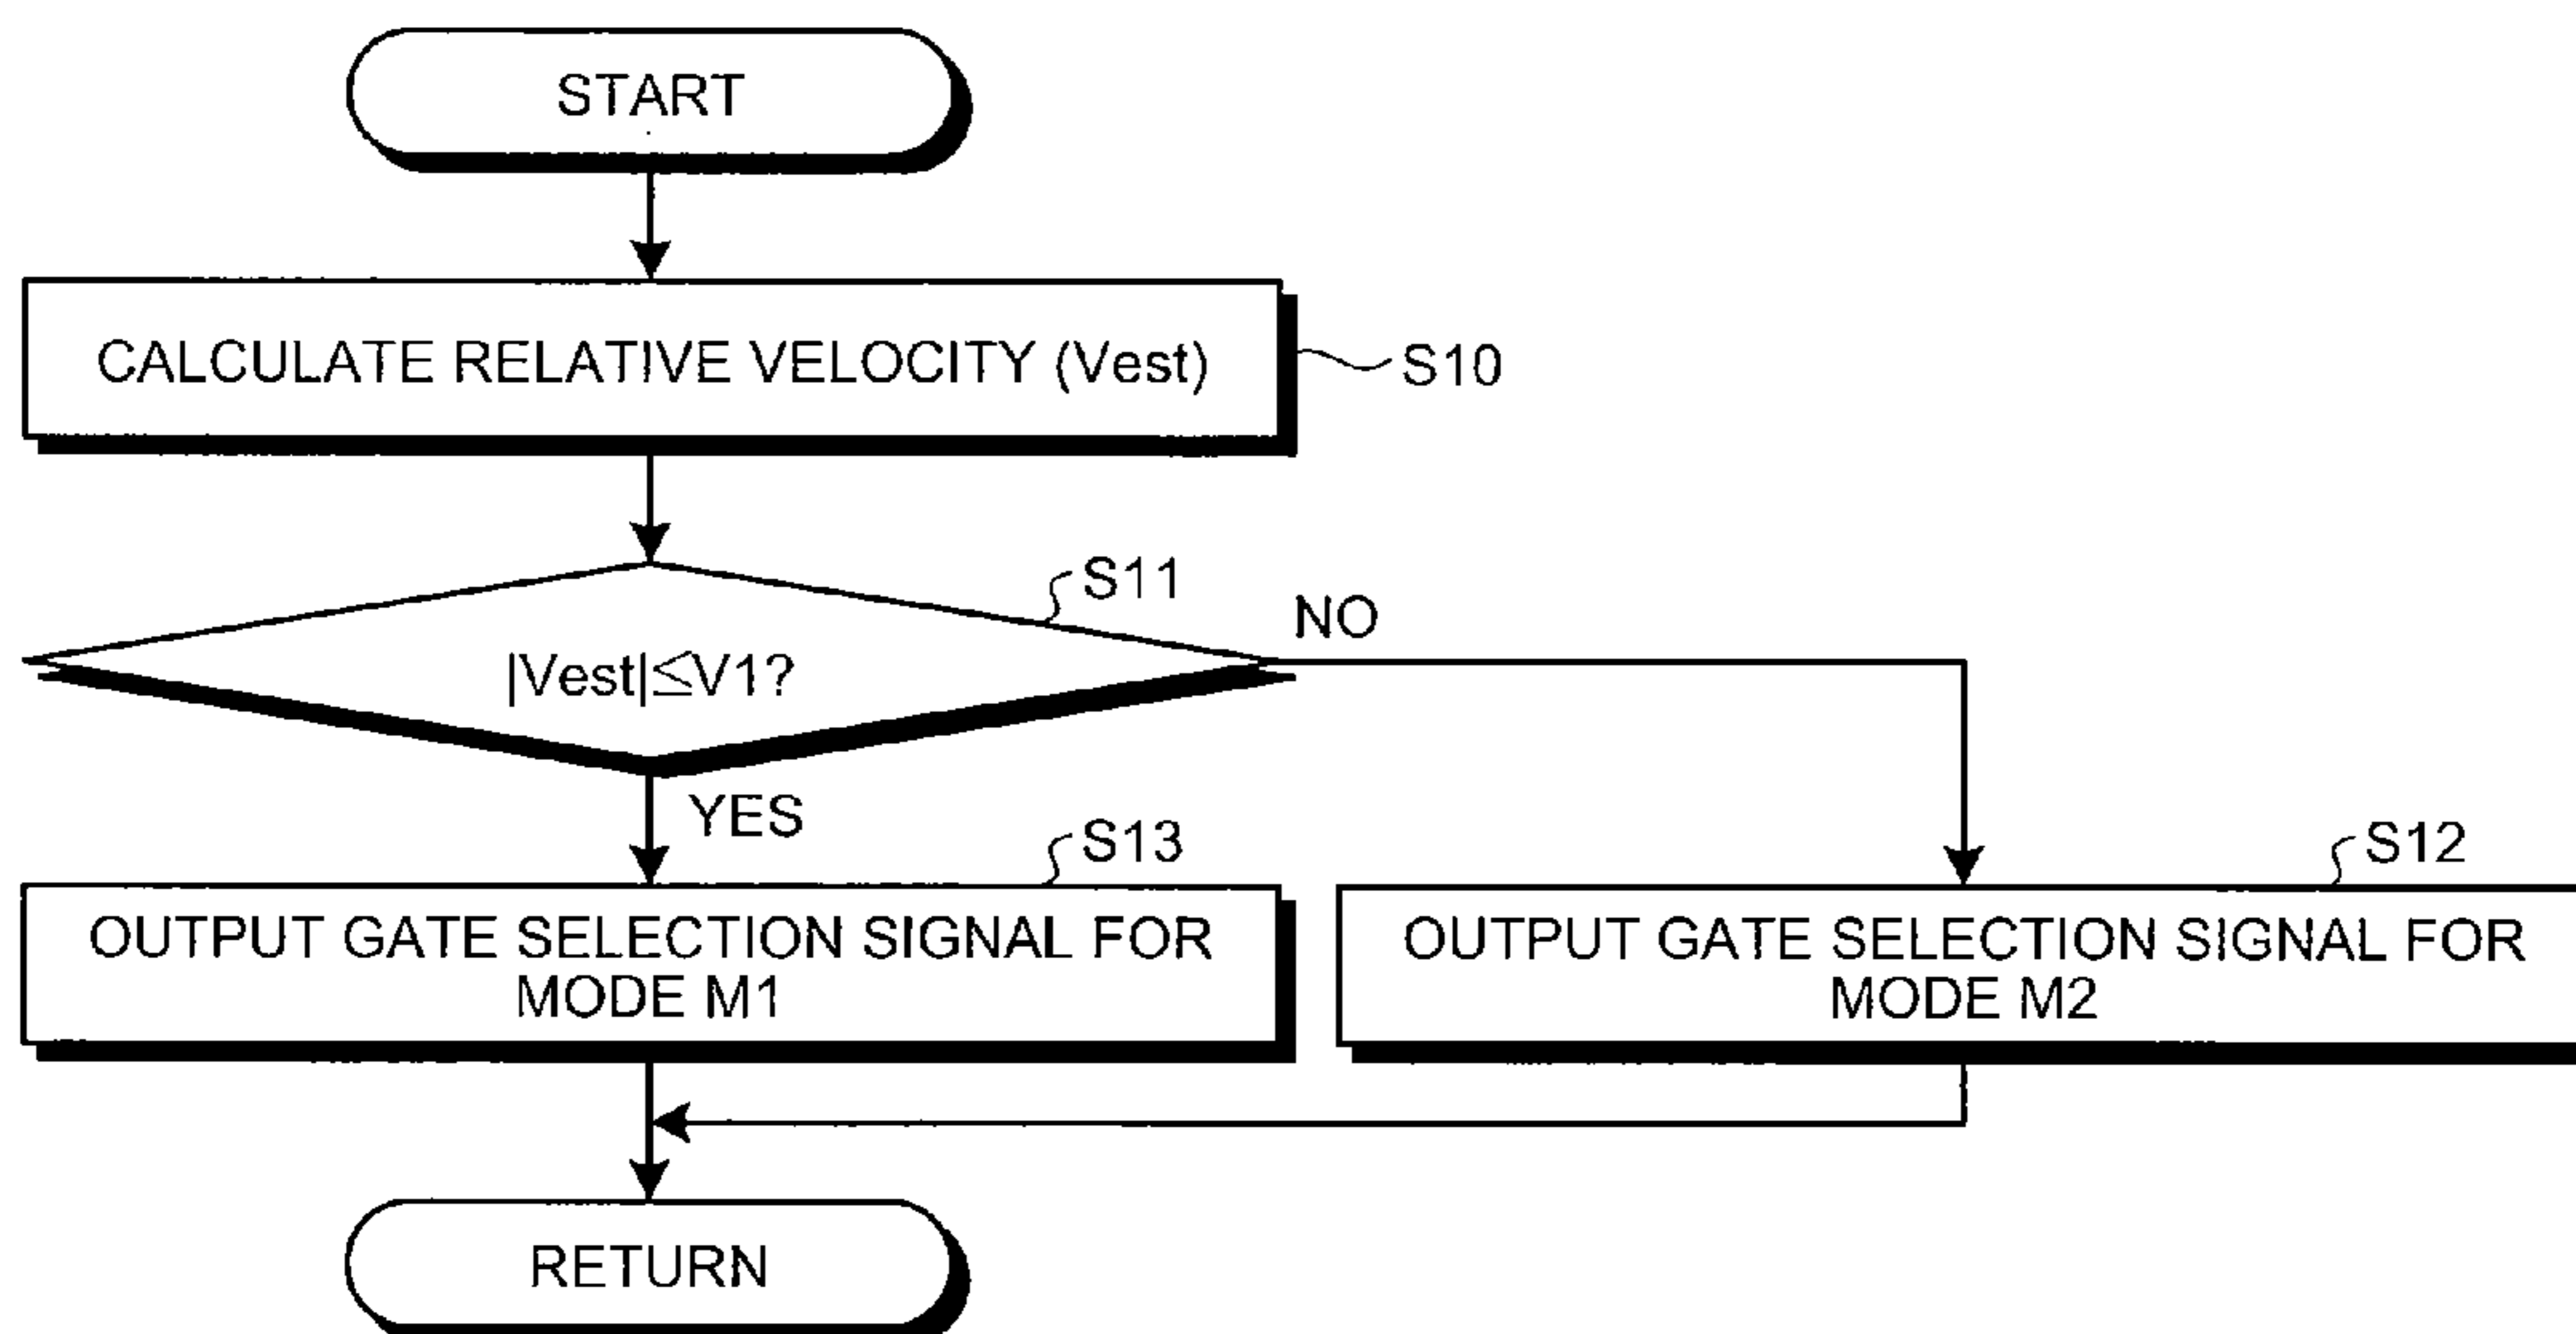 START
CALCULATE RELATIVE VELOCITY (Vest)
S10
S11
|Vest|≦V1?
NO
YES
S13
OUTPUT GATE SELECTION SIGNAL FOR
MODE M1
S12
OUTPUT GATE SELECTION SIGNAL FOR
MODE M2
RETURN